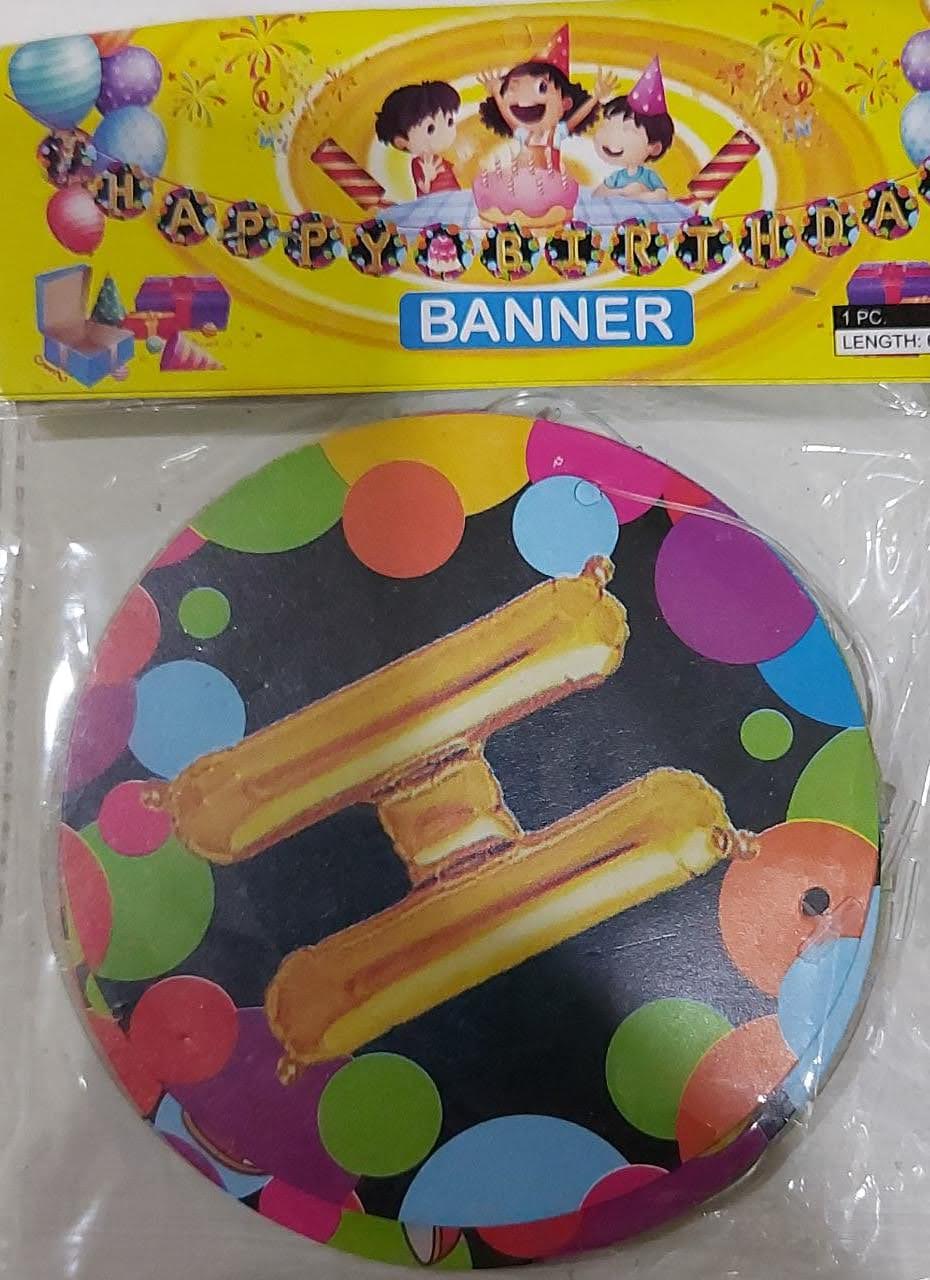 HAPPY BIRTHDA
BANNER
1 PC.
LENGTH:
H